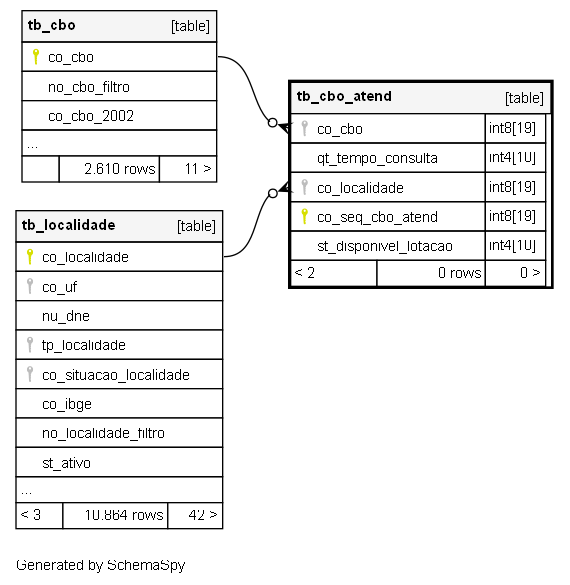 tb_cbo [table]
co_cbo
no_cbo_filtro
co_cbo_2002
...
2.610 rows 11 >
tb_cbo_atend [table]
co_cbo int8[19]
qt_tempo_consulta int4[10]
co_localidade int8[19]
co_seq_cbo_atend int8[19]
st_disponivel_lotacao int4[10]
< 2 0 rows 0 >
tb_localidade [table]
co_localidade
co_uf
nu_dne
tp_localidade
co_situacao_localidade
co_ibge
no_localidade_filtro
st_ativo
...
< 3 10.864 rows 42 >
Generated by SchemaSpy